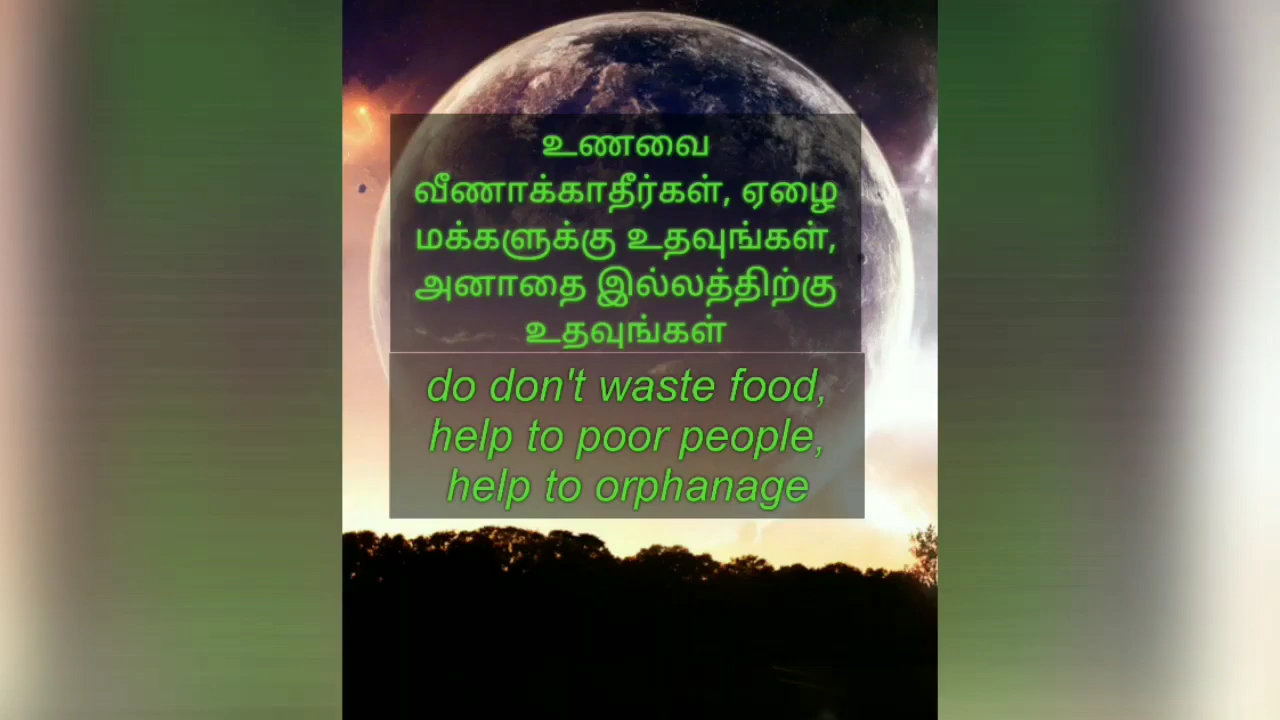 உணவை
வீணாக்காதீர்கள், ஏழை
மக்களுக்கு உதவுங்கள்,
அனாதை இல்லத்திற்கு
உதவுங்கள்
do don't waste food,
help to poor people,
help to orphanage